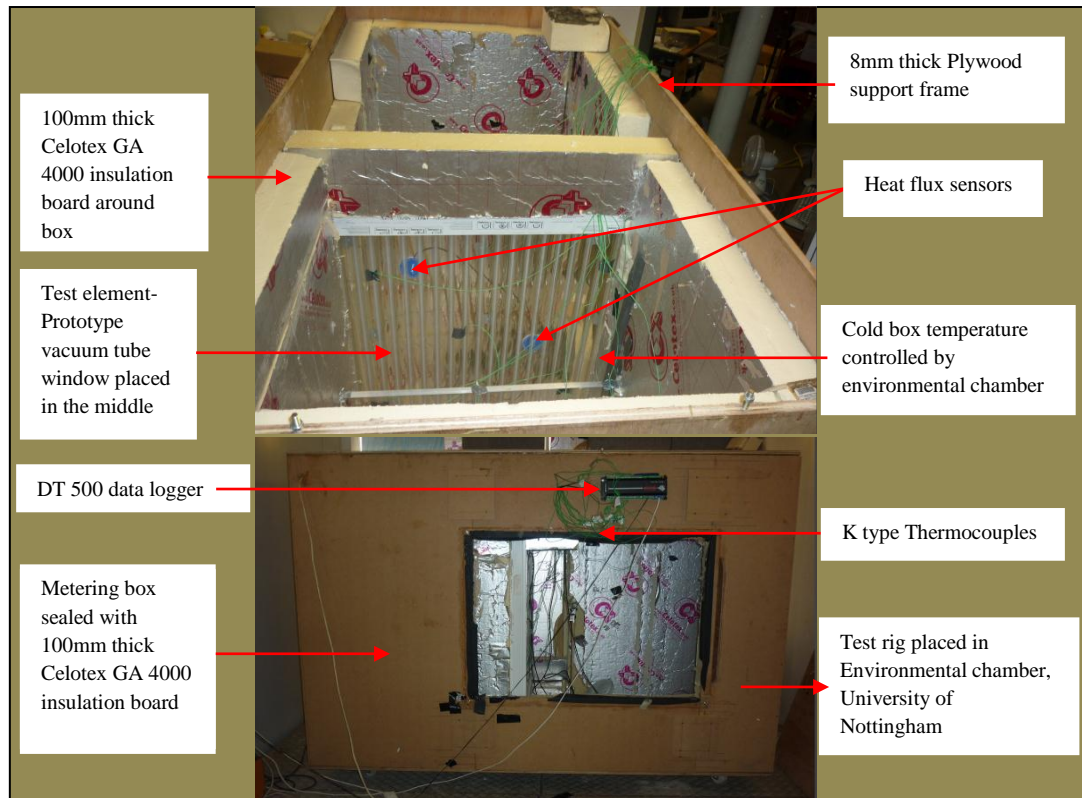 100mm thick
Celotex GA
4000 insulation
board around
box
Test element-
Prototype
vacuum tube
window placed
in the middle
DT 500 data logger
Metering box
sealed with
100mm thick
Celotex GA 4000
insulation board
8mm thick Plywood
support frame
Heat flux sensors
Cold box temperature
controlled by
environmental chamber
K type Thermocouples
Test rig placed in
Environmental chamber,
University of
Nottingham
Celotex